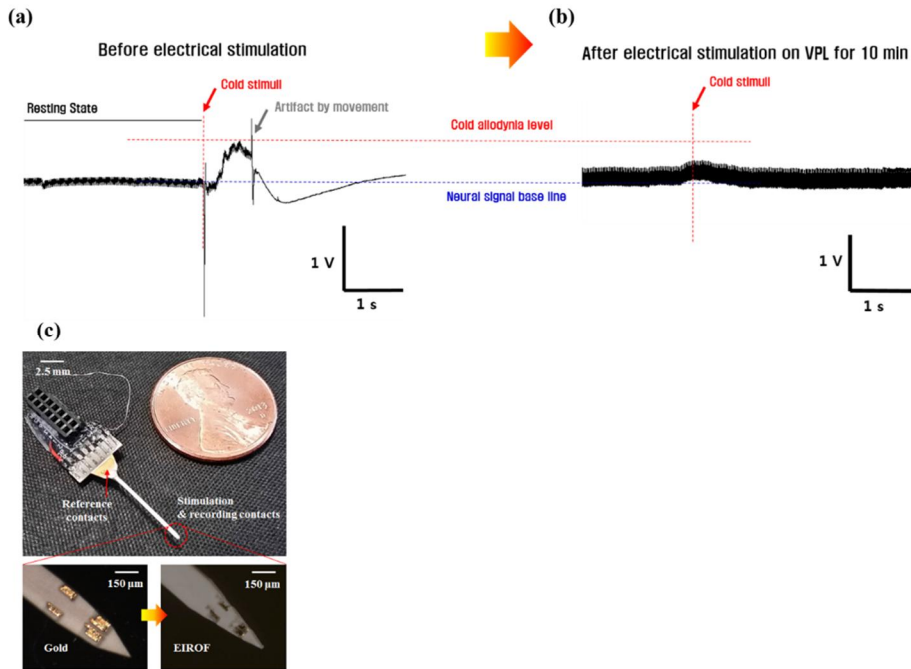 (a)
Before electrical stimulation
Cold stimuli
Resting State
Artifact by movement
Cold allodynia level
Neural signal base line
1 V
1 s
(b)
After electrical stimulation on VPL for 10 min
Cold stimuli
1 V
1 s
(c)
2.5 mm
LIBERTY
Reference
contacts
Stimulation
& recording contacts
150 µm
Gold
150 µm
EIROF